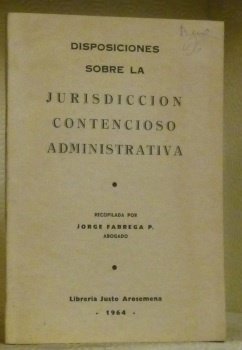 DISPOSICIONES
SOBRE LA
JURISDICCION
CONTENCIOSO
ADMINISTRATIVA
RECOPILADA POR
JORGE FABREGA P.
ABOGADO
Librería Justo Arosemena
- 1964 -